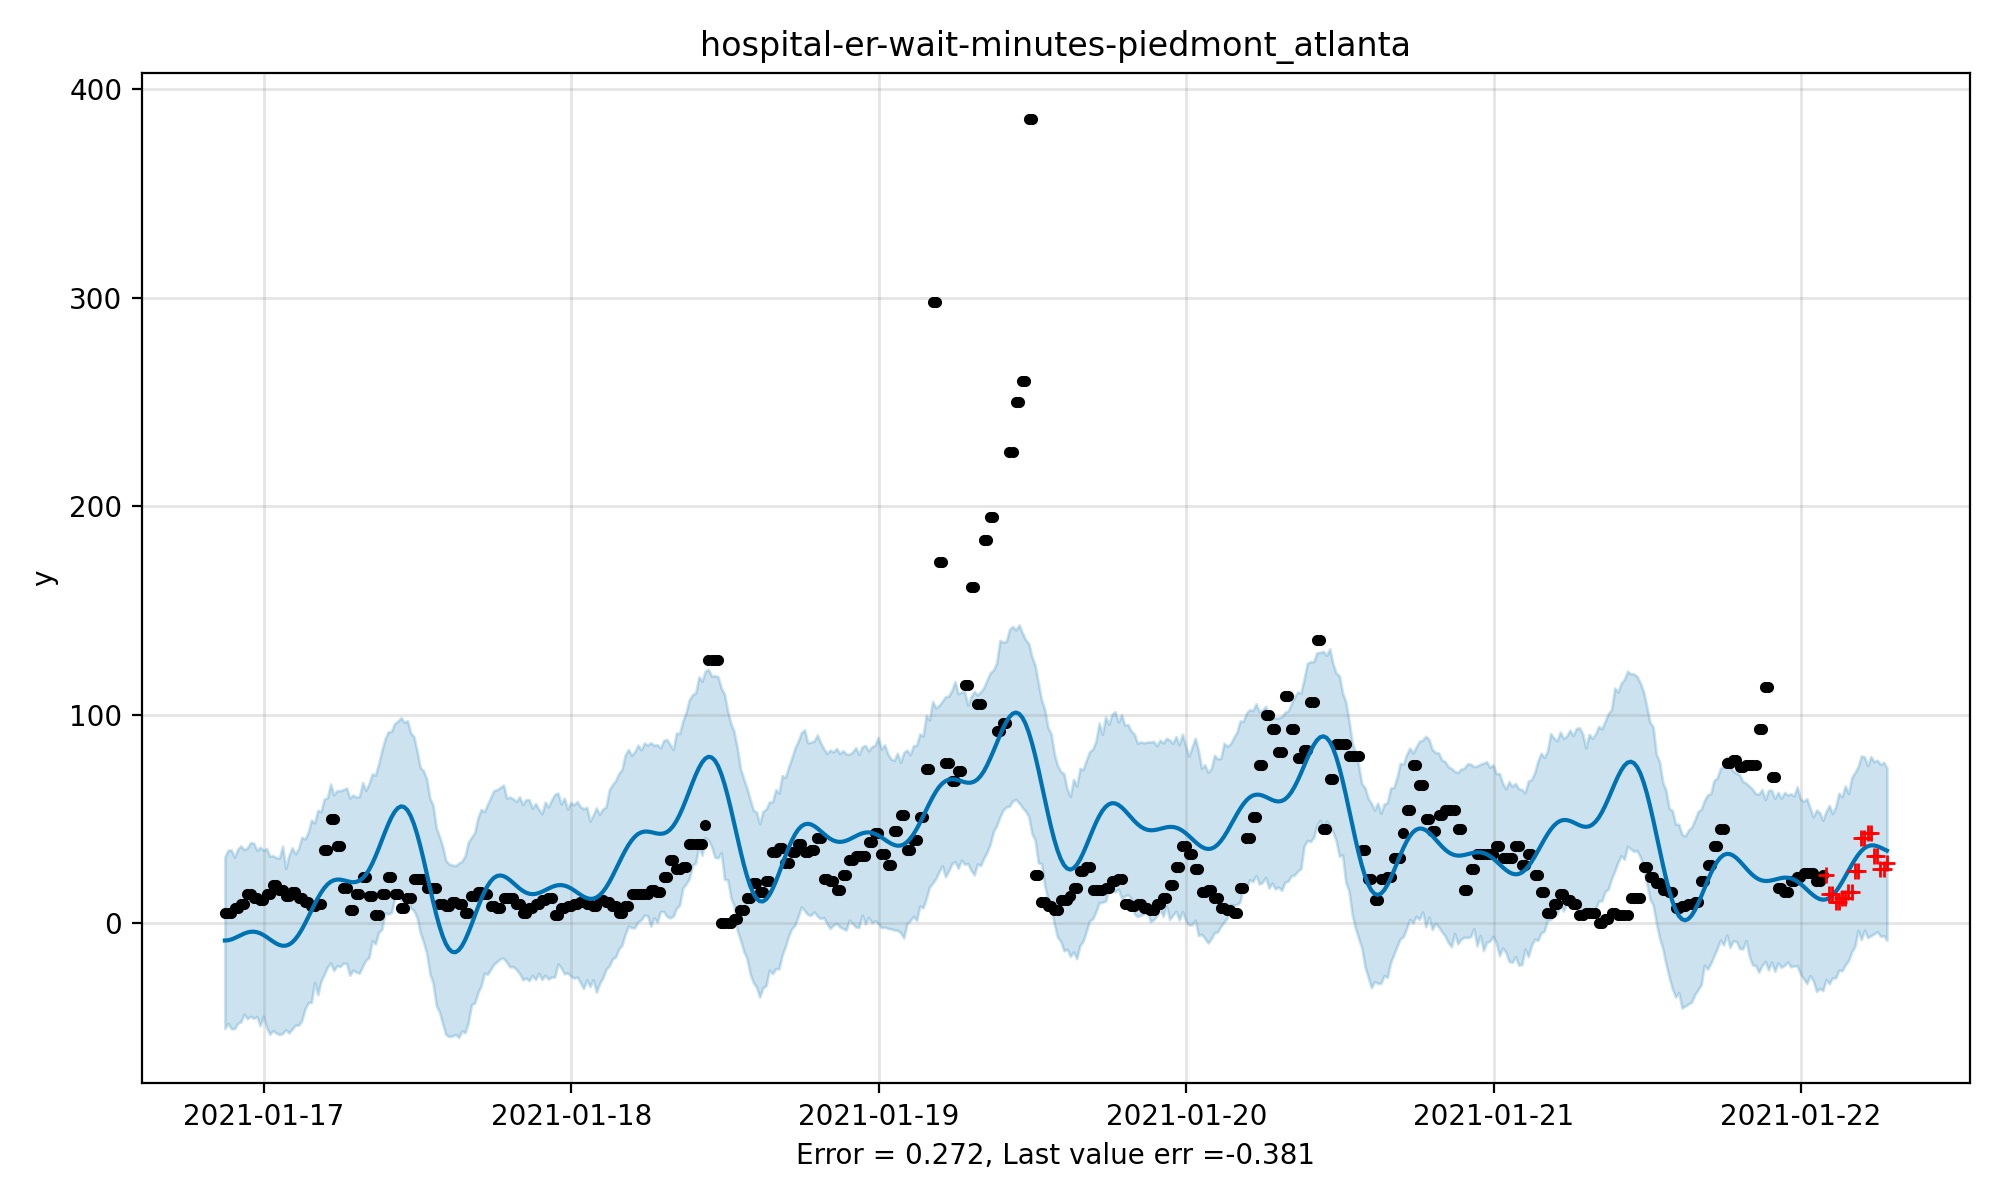 hospital-er-wait-minutes-piedmont_atlanta
400
300
200
100
0
y
2021-01-17 2021-01-18 2021-01-19 2021-01-20 2021-01-21 2021-01-22
Error = 0.272, Last value err =-0.381